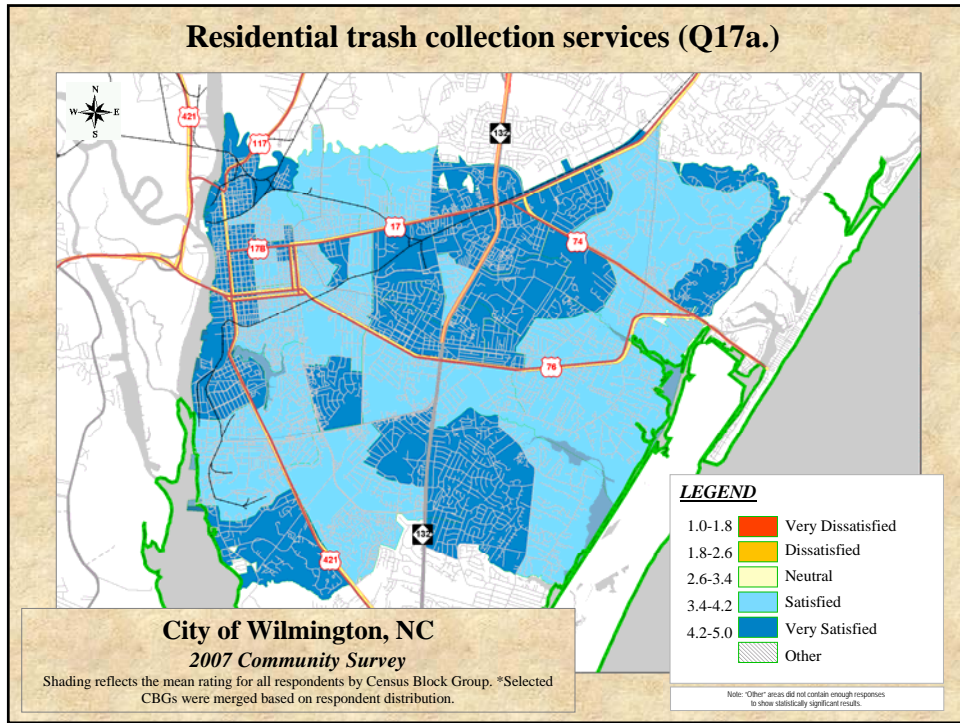 Residential trash collection services (Q17a.)
N
W E
S
421
117
132
17
17B
74
76
132
421
LEGEND
1.0-1.8 Very Dissatisfied
1.8-2.6 Dissatisfied
2.6-3.4 Neutral
3.4-4.2 Satisfied
4.2-5.0 Very Satisfied
Other
City of Wilmington, NC
2007 Community Survey
Shading reflects the mean rating for all respondents by Census Block Group. *Selected
CBGs were merged based on respondent distribution.
Note: "Other" areas did not contain enough responses
to show statistically significant results.